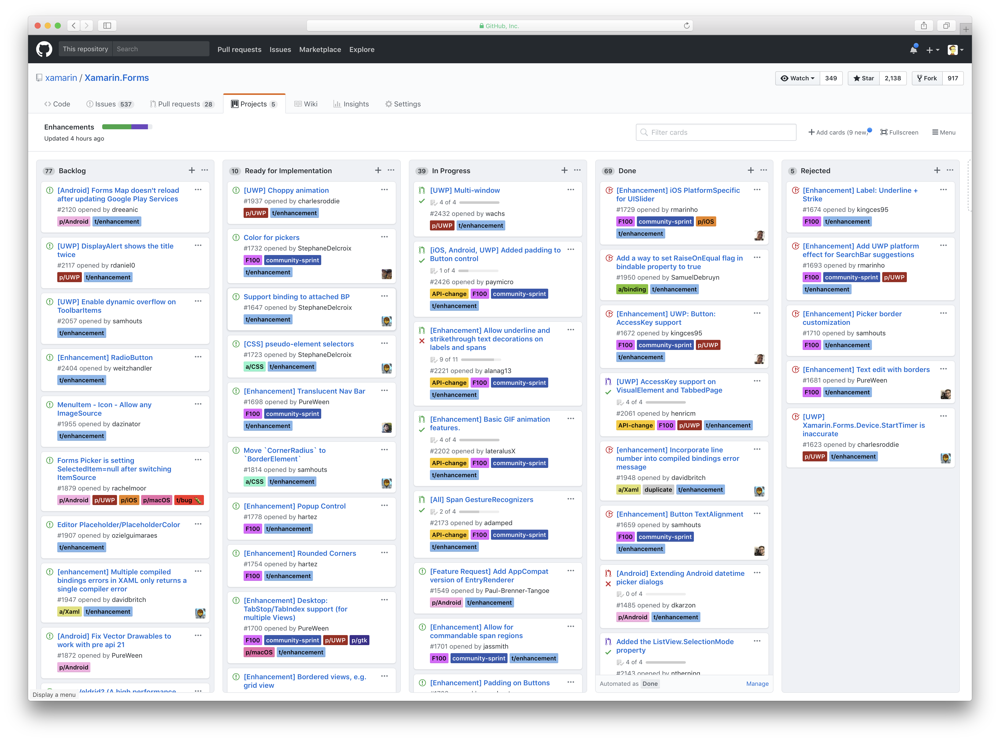 GitHub, Inc.
This repository Search Pull requests Issues Marketplace Explore
xamarin / Xamarin.Forms
Watch 349 Star 2,138 Fork 917
Code Issues 537 Pull requests 28 Projects 5 Wiki Insights Settings
Enhancements
Updated 4 hours ago
Filter cards
Add cards (9 new) Fullscreen Menu
77 Backlog
[Android] Forms Map doesn't reload
after updating Google Play Services
#2120 opened by dreeanic
p/Android t/enhancement
[UWP] DisplayAlert shows the title
twice
#2117 opened by rdaniel0
p/UWP t/enhancement
[UWP] Enable dynamic overflow on
ToolbarItems
#2057 opened by samhouts
t/enhancement
[Enhancement] RadioButton
#2404 opened by weitzhandler
t/enhancement
MenuItem - Icon - Allow any
ImageSource
#1955 opened by dazinator
t/enhancement
Forms Picker is setting
SelectedItem=null after switching
ItemSource
#1879 opened by rachelmoor
p/Android p/UWP p/iOS p/macOS t/bug 🐛
Editor Placeholder/PlaceholderColor
#1907 opened by ozielguimaraes
t/enhancement
[enhancement] Multiple compiled
bindings errors in XAML only returns a
single compiler error
#1947 opened by davidbritch
a/Xaml t/enhancement
[Android] Fix Vector Drawables to
work with pre api 21
#1872 opened by PureWeen
p/Android
(A high performance
Display a menu
10 Ready for Implementation
[UWP] Choppy animation
#1937 opened by charlesroddie
p/UWP t/enhancement
Color for pickers
#1732 opened by StephaneDelcroix
F100 community-sprint
t/enhancement
Support binding to attached BP
#1647 opened by StephaneDelcroix
t/enhancement
[CSS] pseudo-element selectors
#1723 opened by StephaneDelcroix
a/CSS t/enhancement
[Enhancement] Translucent Nav Bar
#1698 opened by PureWeen
F100 community-sprint
t/enhancement
Move `CornerRadius` to
`BorderElement`
#1814 opened by samhouts
a/CSS t/enhancement
[Enhancement] Popup Control
#1778 opened by hartez
F100 t/enhancement
[Enhancement] Rounded Corners
#1754 opened by hartez
F100 t/enhancement
[Enhancement] Desktop:
TabStop/TabIndex support (for
multiple Views)
#1700 opened by PureWeen
F100 community-sprint p/UWP p/gtk
p/macOS t/enhancement
[Enhancement] Bordered views, e.g.
grid view
39 In Progress
[UWP] Multi-window
4 of 4
#2432 opened by wachs
p/UWP t/enhancement
[iOS, Android, UWP] Added padding to
Button control
1 of 4
#2426 opened by paymicro
API-change F100 community-sprint
t/enhancement
[Enhancement] Allow underline and
strikethrough text decorations on
labels and spans
9 of 11
#2221 opened by alanag13
API-change F100 community-sprint
t/enhancement
[Enhancement] Basic GIF animation
features.
4 of 4
#2202 opened by lateralusX
API-change F100 community-sprint
t/enhancement
[All] Span GestureRecognizers
2 of 4
#2173 opened by adamped
API-change F100 community-sprint
t/enhancement
[Feature Request] Add AppCompat
version of EntryRenderer
#1549 opened by Paul-Brenner-Tangoe
p/Android t/enhancement
[Enhancement] Allow for
commandable span regions
#1701 opened by jassmith
F100 community-sprint t/enhancement
[Enhancement] Padding on Buttons
69 Done
[Enhancement] iOS PlatformSpecific
for UISlider
#1729 opened by rmarinho
F100 community-sprint p/iOS
t/enhancement
Add a way to set RaiseOnEqual flag in
bindable property to true
#1950 opened by SamuelDebruyn
a/binding t/enhancement
[Enhancement] UWP: Button:
AccessKey support
#1672 opened by kingces95
F100 community-sprint p/UWP
t/enhancement
[UWP] AccessKey support on
VisualElement and TabbedPage
4 of 4
#2061 opened by henricm
API-change F100 p/UWP t/enhancement
[enhancement] Incorporate line
number into compiled bindings error
message
#1948 opened by davidbritch
a/Xaml duplicate t/enhancement
[Enhancement] Button TextAlignment
#1659 opened by samhouts
F100 community-sprint
t/enhancement
[Android] Extending Android datetime
picker dialogs
0 of 4
#1485 opened by dkarzon
p/Android t/enhancement
Added the ListView.SelectionMode
property
4 of 4
#2143 opened by ntherning
Automated as Done Manage
5 Rejected
[Enhancement] Label: Underline +
Strike
#1674 opened by kingces95
F100 t/enhancement
[Enhancement] Add UWP platform
effect for SearchBar suggestions
#1693 opened by rmarinho
F100 community-sprint p/UWP
t/enhancement
[Enhancement] Picker border
customization
#1710 opened by samhouts
F100 t/enhancement
[Enhancement] Text edit with borders
#1681 opened by PureWeen
F100 t/enhancement
[UWP]
Xamarin.Forms.Device.StartTimer is
inaccurate
#1623 opened by charlesroddie
p/UWP t/enhancement